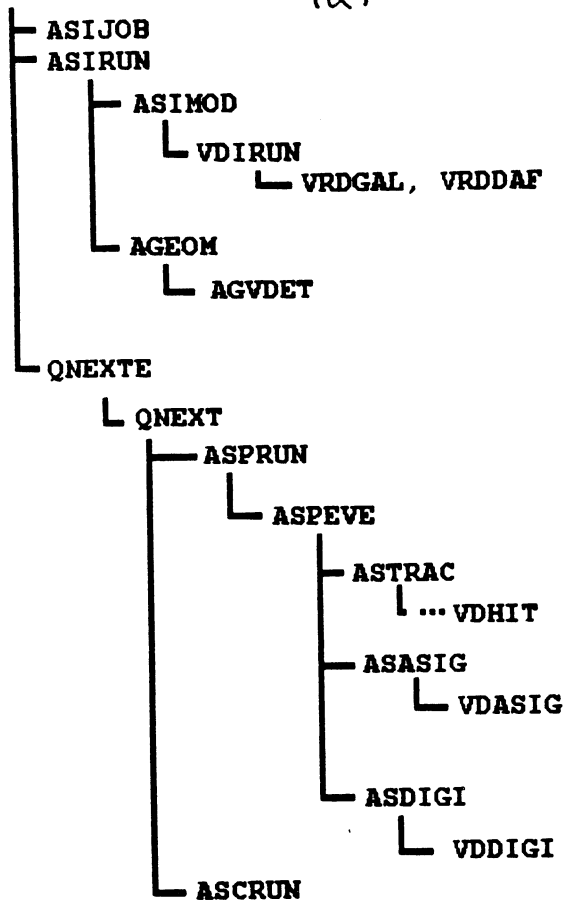 ASIJOB
ASIRUN
ASIMOD
VDIRUN
VRDGAL, VRDDAF
AGEOM
AGVDET
QNEXTE
QNEXT
ASPRUN
ASPEVE
ASTRAC
... VDHIT
ASASIG
VDASIG
ASDIGI
VDDIGI
ASCRUN